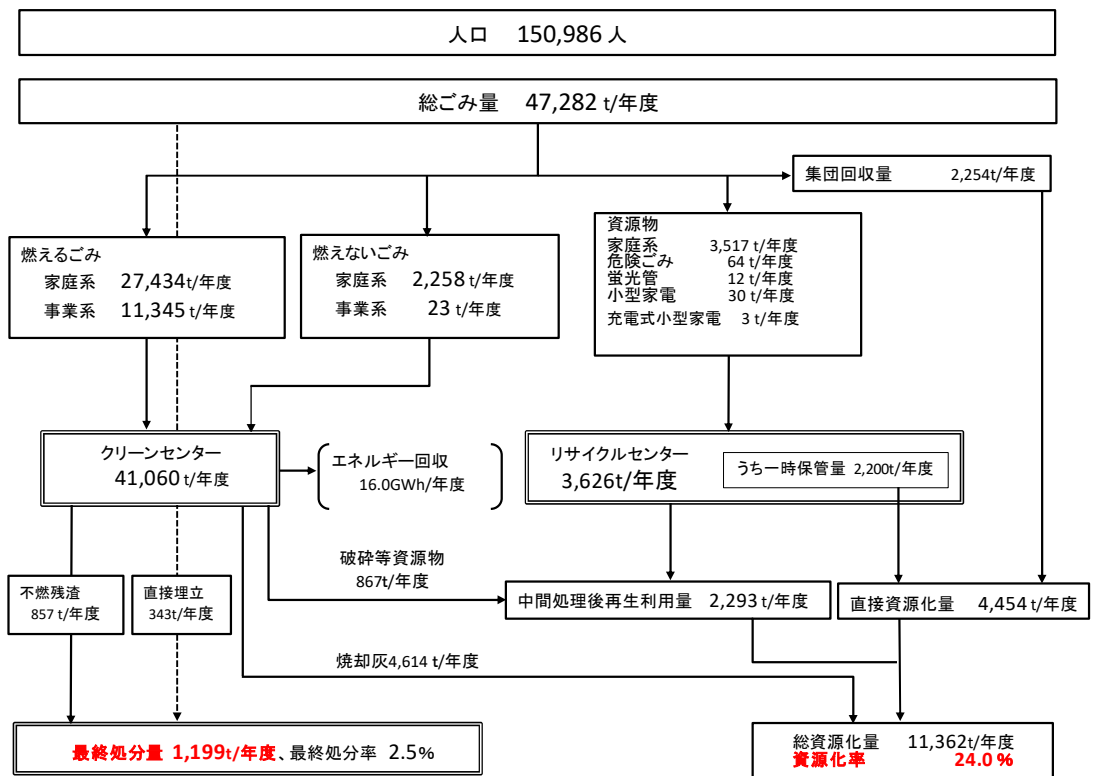 人口 150,986 人
総ごみ量 47,282 t/年度
集団回収量 2,254t/年度
燃えるごみ
家庭系 27,434t/年度
事業系 11,345t/年度
燃えないごみ
家庭系 2,258t/年度
事業系 23 t/年度
資源物
家庭系 3,517 t/年度
危険ごみ 64 t/年度
蛍光管 12 t/年度
小型家電 30 t/年度
充電式小型家電 3 t/年度
クリーンセンター
41,060 t/年度
エネルギー回収
16.0GWh/年度
リサイクルセンター
3,626t/年度
うち一時保管量 2,200t/年度
破砕等資源物
867t/年度
不燃残渣
857 t/年度
直接埋立
343t/年度
中間処理後再生利用量 2,293 t/年度
直接資源化量 4,454 t/年度
焼却灰4,614 t/年度
最終処分量 1,199t/年度、最終処分率 2.5%
総資源化量 11,362t/年度
資源化率 24.0 %